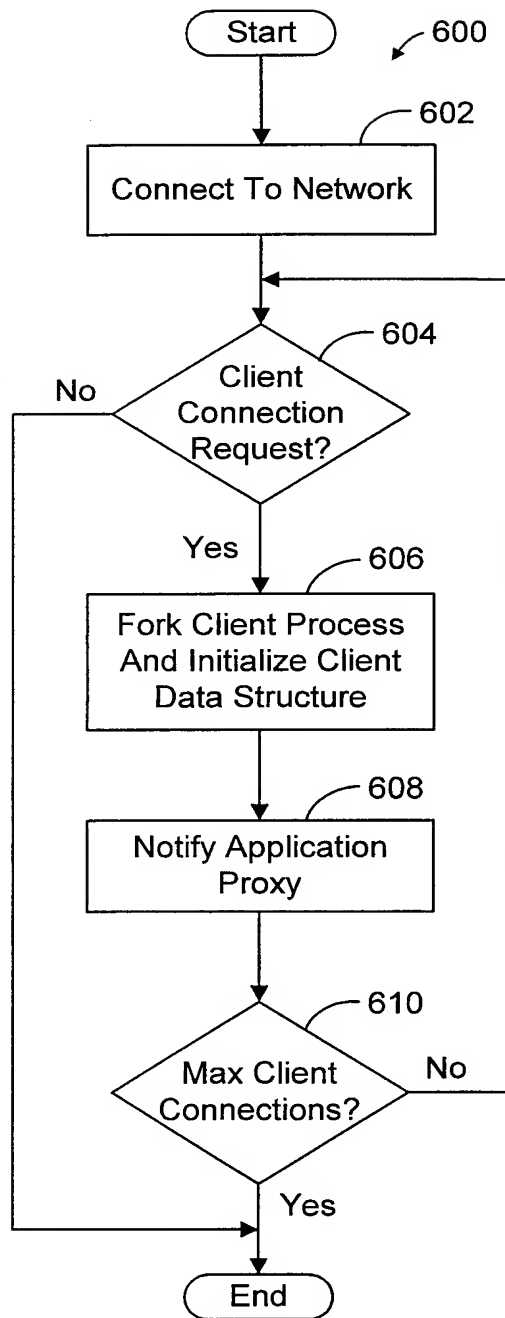 Start
600
602
Connect To Network
604
No
Client
Connection
Request?
Yes
606
Fork Client Process
And Initialize Client
Data Structure
608
Notify Application
Proxy
610
Max Client
Connections?
No
Yes
End